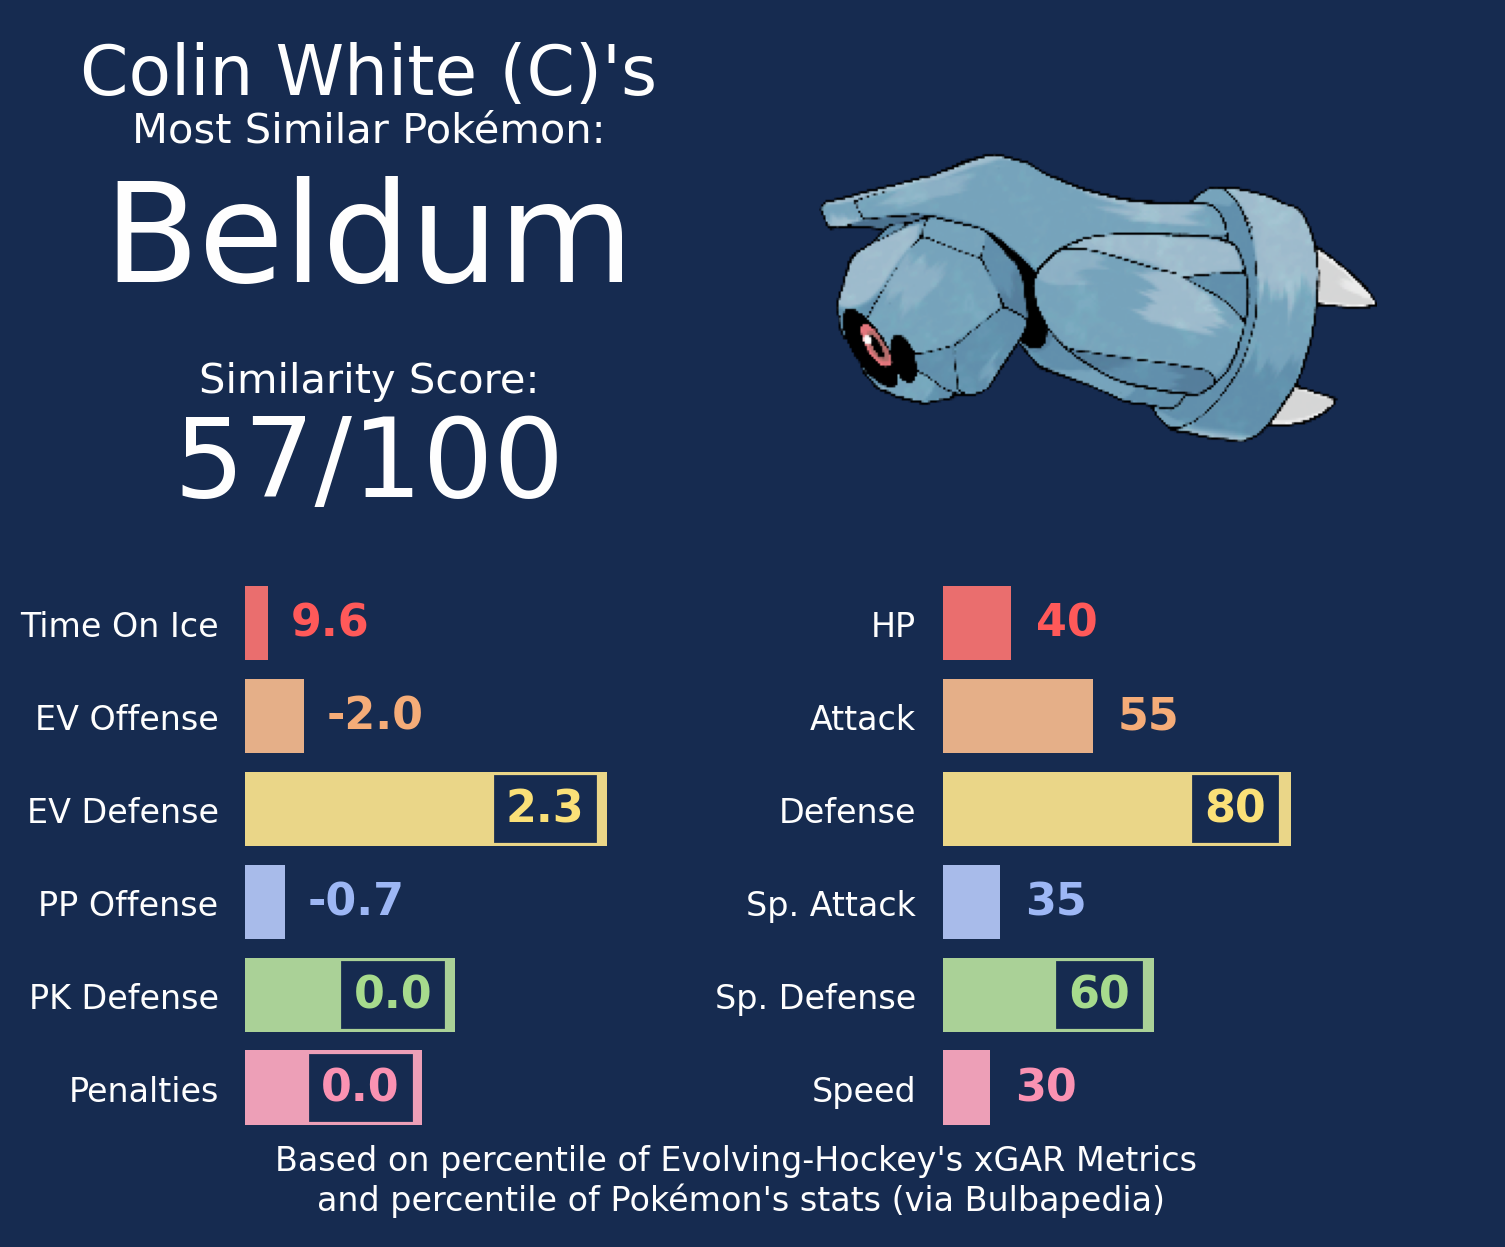 Colin White (C)'s
Most Similar Pokémon:
Beldum
Similarity Score:
57/100
Time On Ice 9.6
EV Offense -2.0
EV Defense 2.3
PP Offense -0.7
PK Defense 0.0
Penalties 0.0
HP 40
Attack 55
Defense 80
Sp. Attack 35
Sp. Defense 60
Speed 30
Based on percentile of Evolving-Hockey's xGAR Metrics
and percentile of Pokémon's stats (via Bulbapedia)